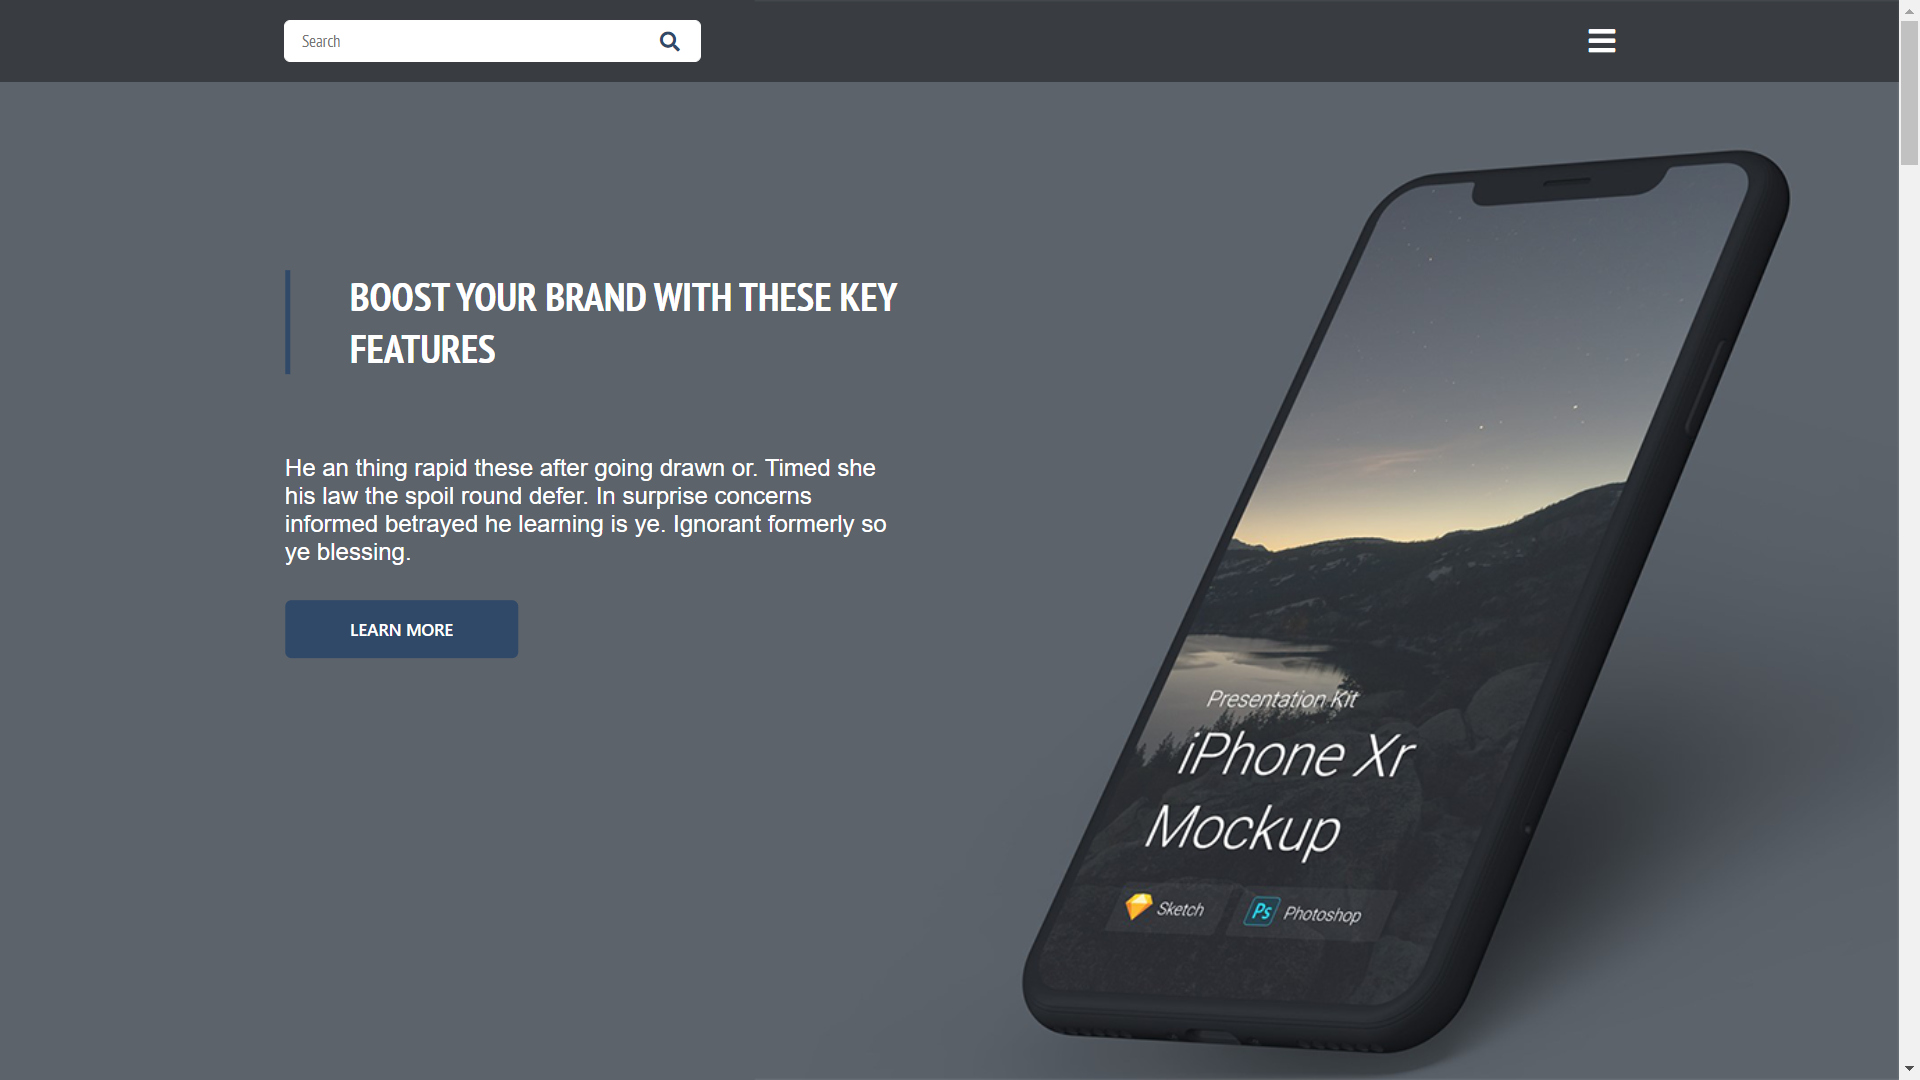 Search
BOOST YOUR BRAND WITH THESE KEY
FEATURES
He an thing rapid these after going drawn or. Timed she
his law the spoil round defer. In surprise concerns
informed betrayed he learning is ye. Ignorant formerly so
ye blessing.
LEARN MORE
Presentation Kit
iPhone Xr
Mockup
Sketch
Ps Photoshop